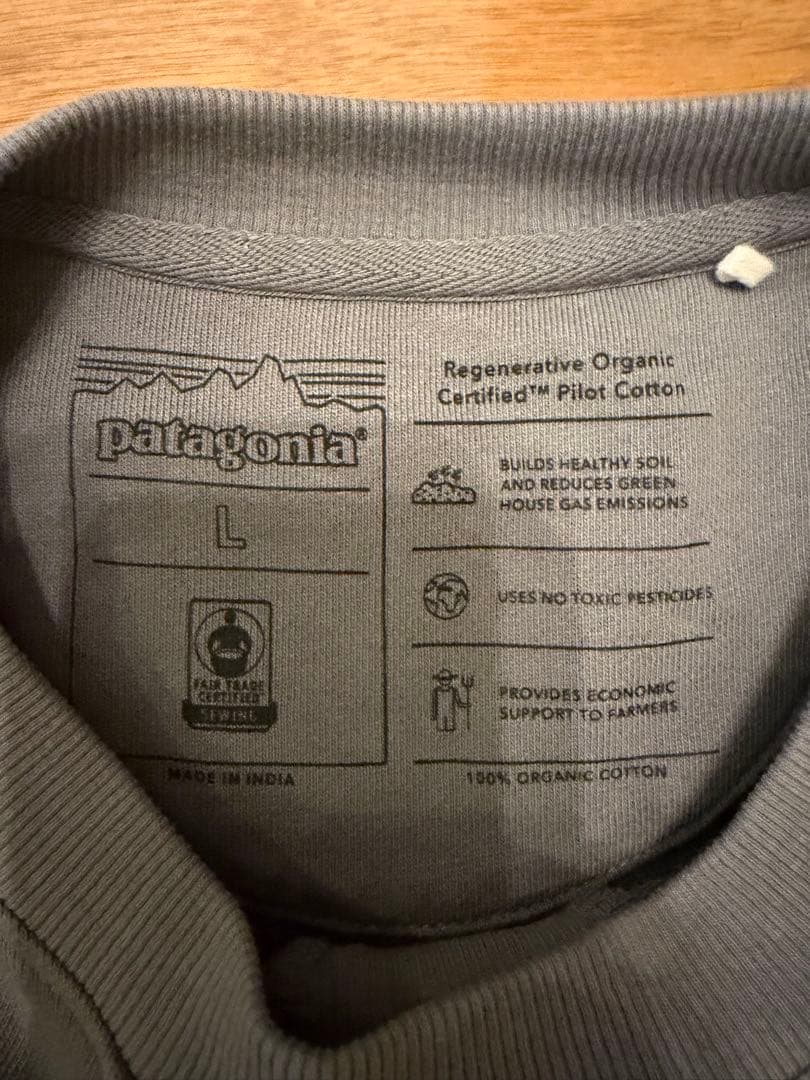 patagonia®
L
FAIR TRADE
CERTIFIED
SEWING
MADE IN INDIA
Regenerative Organic
Certified™ Pilot Cotton
BUILDS HEALTHY SOIL
AND REDUCES GREEN
HOUSE GAS EMISSIONS
USES NO TOXIC PESTICIDES
PROVIDES ECONOMIC
SUPPORT TO FARMERS
100% ORGANIC COTTON